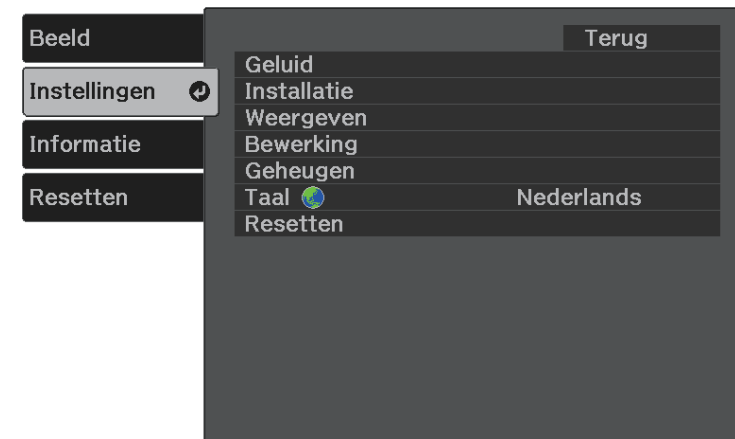 Beeld
Instellingen
Informatie
Resetten
Terug
Geluid
Installatie
Weergeven
Bewerking
Geheugen
Taal Nederlands
Resetten